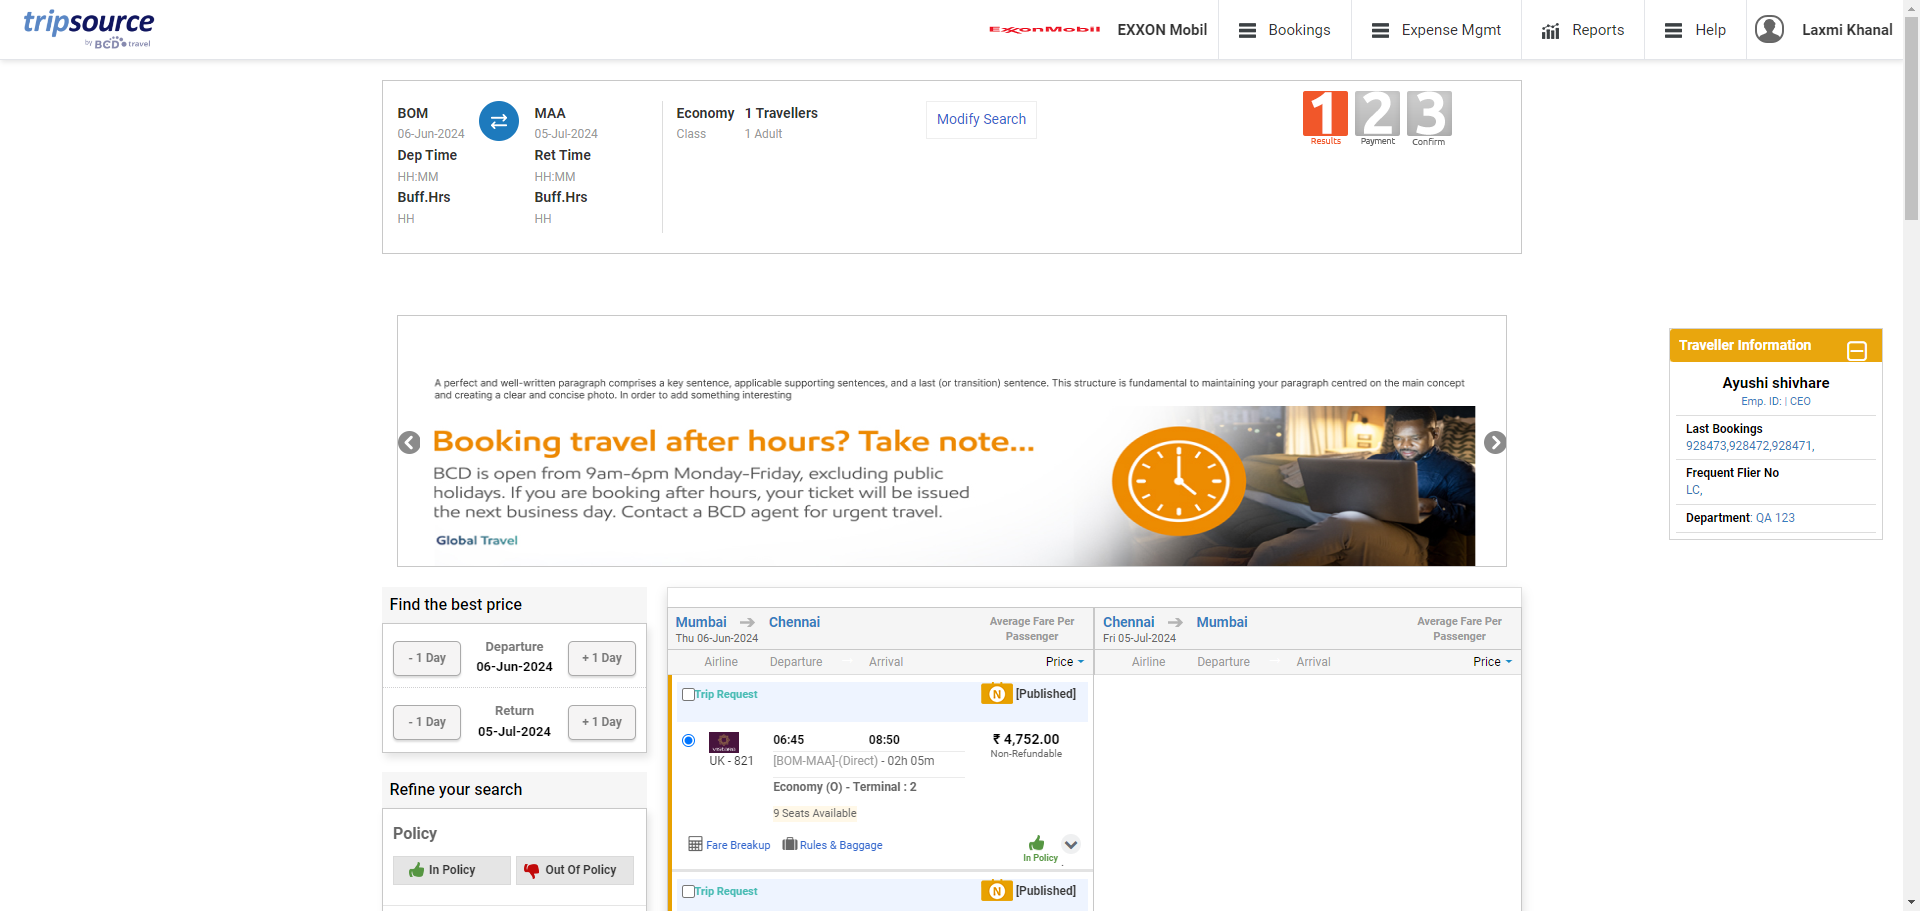 tripsource
by BCD travel
ExxonMobil
EXXON Mobil
Bookings
Expense Mgmt
Reports
Help
Laxmi Khanal
BOM
06-Jun-2024
Dep Time
HH:MM
Buff.Hrs
HH
MAA
05-Jul-2024
Ret Time
HH:MM
Buff.Hrs
HH
Economy
Class
1 Travellers
1 Adult
Modify Search
1
Results
2
Payment
3
Confirm
A perfect and well-written paragraph comprises a key sentence, applicable supporting sentences, and a last (or transition) sentence. This structure is fundamental to maintaining your paragraph centred on the main concept
and creating a clear and concise photo. In order to add something interesting
Booking travel after hours? Take note...
BCD is open from 9am-6pm Monday-Friday, excluding public
holidays. If you are booking after hours, your ticket will be issued
the next business day. Contact a BCD agent for urgent travel.
Global Travel
Traveller Information
Ayushi shivhare
Emp. ID: | CEO
Last Bookings
928473,928472,928471,
Frequent Flier No
LC,
Department: QA 123
Find the best price
- 1 Day
Departure
06-Jun-2024
+ 1 Day
- 1 Day
Return
05-Jul-2024
+ 1 Day
Refine your search
Policy
In Policy
Out Of Policy
Mumbai
Chennai
Thu 06-Jun-2024
Average Fare Per
Passenger
Airline
Departure
Arrival
Price
Chennai
Mumbai
Fri 05-Jul-2024
Average Fare Per
Passenger
Airline
Departure
Arrival
Price
Trip Request
N
[Published]
vistara
UK - 821
06:45
08:50
[BOM-MAA]-(Direct) - 02h 05m
Economy (O) - Terminal : 2
9 Seats Available
₹ 4,752.00
Non-Refundable
Fare Breakup
Rules & Baggage
In Policy
Trip Request
N
[Published]